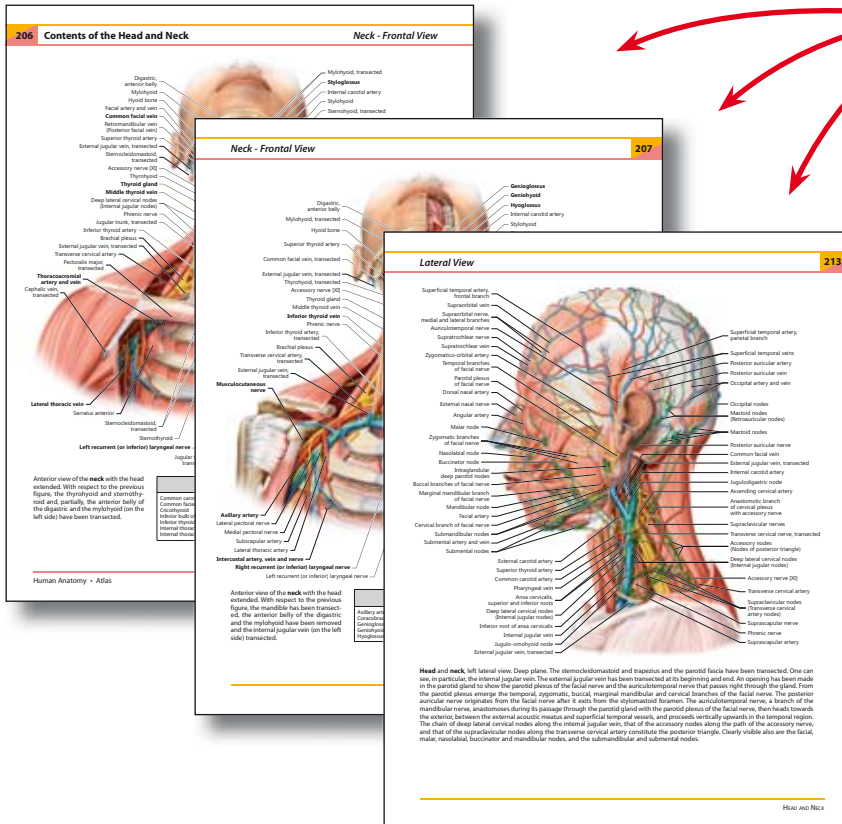 206 Contents of the Head and Neck
Neck - Frontal View
Digastric,
anterior belly
Mylohyoid
Hyoid bone
Facial artery and vein
Common facial vein
Retromandibular vein
(Posterior facial vein)
Superior thyroid artery
External jugular vein, transected
Sternocleidomastoid,
transected
Accessory nerve [XI]
Thyrohyoid
Thyroid gland
Middle thyroid vein
Deep lateral cervical nodes
(Internal jugular nodes)
Phrenic nerve
Jugular trunk, transected
Inferior thyroid artery
Brachial plexus
External jugular vein, transected
Transverse cervical artery
Pectoralis major,
transected
Thoracoacromial
artery and vein
Cephalic vein,
transected
Lateral thoracic vein
Serratus anterior
Sternocleidomastoid,
transected
Sternothyroid
Left recurrent (or inferior) laryngeal nerve
Jugular
Mylohyoid, transected
Styloglossus
Internal carotid artery
Stylohyoid
Sternohyoid, transected
Anterior view of the neck with the head
extended. With respect to the previous
figure, the thyrohyoid and sternothy-
roid and, partially, the anterior belly of
the digastric and the mylohyoid (on the
left side) have been transected.
Common
Common
Cricothyroid
Inferior bulb
Inferior
Internal
Internal
Human Anatomy • Atlas
Neck - Frontal View
207
Digastric,
anterior belly
Mylohyoid, transected
Hyoid bone
Superior thyroid artery
Common facial vein, transected
External jugular vein, transected
Thyrohyoid, transected
Accessory nerve [XI]
Thyroid gland
Middle thyroid vein
Inferior thyroid vein
Phrenic nerve
Inferior thyroid artery,
transected
Brachial plexus
Transverse cervical artery,
transected
External jugular vein,
transected
Musculocutaneous
nerve
Axillary artery
Lateral pectoral nerve
Medial pectoral nerve
Subscapular artery
Lateral thoracic artery
Intercostal artery, vein and nerve
Right recurrent (or inferior) laryngeal nerve
Left recurrent (or inferior) laryngeal nerve
Genioglossus
Geniohyoid
Hyoglossus
Internal carotid artery
Stylohyoid
Anterior view of the neck with the head
extended. With respect to the previous
figure, the mandible has been transect-
ed, the anterior belly of the digastric
and the mylohyoid have been removed
and the internal jugular vein (on the left
side) transected.
Axillary
Lateral View
213
Superficial temporal artery,
frontal branch
Supraorbital vein
Supraorbital nerve,
medial and lateral branches
Auriculotemporal nerve
Supratrochlear nerve
Supratrochlear vein
Zygomatico-orbital artery
Temporal branches
of facial nerve
Parotid plexus
of facial nerve
Dorsal nasal artery
External nasal nerve
Angular artery
Malar node
Zygomatic branches
of facial nerve
Nasolabial node
Buccinator node
Intraglandular
deep parotid nodes
Buccal branches of facial nerve
Marginal mandibular branch
of facial nerve
Mandibular node
Facial artery
Cervical branch of facial nerve
Submandibular nodes
Submental artery and vein
Submental nodes
External carotid artery
Superior thyroid artery
Common carotid artery
Pharyngeal vein
Ansa cervicalis,
superior and inferior roots
Deep lateral cervical nodes
(Internal jugular nodes)
Inferior root of ansa cervicalis
Internal jugular vein
Jugulo-omohyoid node
External jugular vein, transected
Superficial temporal artery,
parietal branch
Superficial temporal veins
Posterior auricular artery
Posterior auricular vein
Occipital artery and vein
Occipital nodes
Mastoid nodes
(Retroauricular nodes)
Mastoid nodes
Posterior auricular nerve
Common facial vein
External jugular vein, transected
Internal carotid artery
Jugulodigastric node
Ascending cervical artery
Anastomotic branch
of cervical plexus
with accessory nerve
Supraclavicular nerves
Transverse cervical nerve, transected
Accessory nodes
(Nodes of posterior triangle)
Deep lateral cervical nodes
(Internal jugular nodes)
Accessory nerve [XI]
Transverse cervical artery
Supraclavicular nodes
(Transverse cervical
artery nodes)
Suprascapular nerve
Phrenic nerve
Suprascapular artery
Head and neck, left lateral view. Deep plane. The sternocleidomastoid and trapezius and the parotid fascia have been transected. One can
see, in particular, the internal jugular vein. The external jugular vein has been transected at its beginning and end. An opening has been made
in the parotid gland to show the parotid plexus of the facial nerve and the auriculotemporal nerve that passes right through the gland. From
the parotid plexus emerge the temporal, zygomatic, buccal, marginal mandibular and cervical branches of the facial nerve. The posterior
auricular nerve originates from the facial nerve after it exits from the stylomastoid foramen. The auriculotemporal nerve, a branch of the
mandibular nerve, anastomoses during its passage through the parotid gland with the parotid plexus of the facial nerve, then heads towards
the exterior, between the external acoustic meatus and superficial temporal vessels, and proceeds vertically upwards in the temporal region.
The chain of deep lateral cervical nodes along the internal jugular vein, that of the accessory nodes along the path of the accessory nerve,
and that of the supraclavicular nodes along the transverse cervical artery constitute the posterior triangle. Clearly visible also are the facial,
malar, nasolabial, buccinator and mandibular nodes, and the submandibular and submental nodes.
HEAD AND NECK